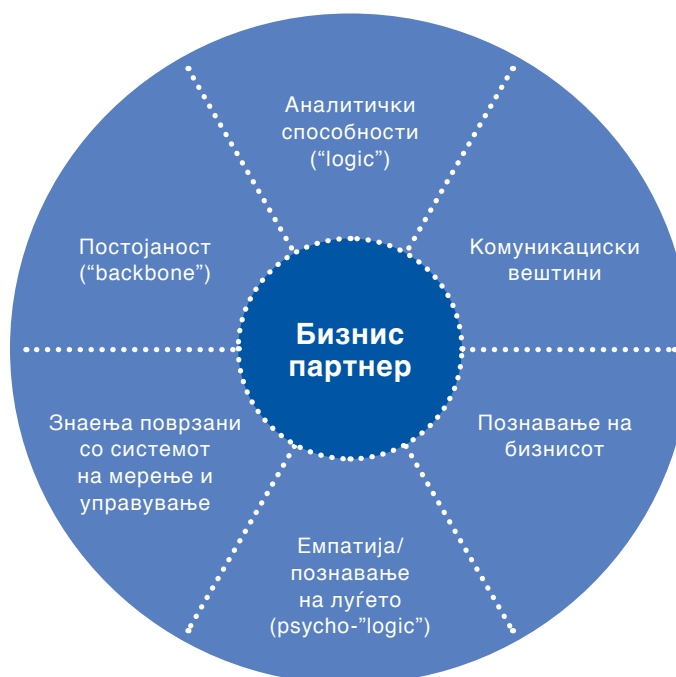 Аналитички
способности
(“logic”)
Комуникациски
вештини
Познавање на
бизнисот
Емпатија/
познавање
на луѓето
(psycho-”logic”)
Знаења поврзани
со системот
на мерење и
управување
Постојаност
(“backbone”)
Бизнис
партнер